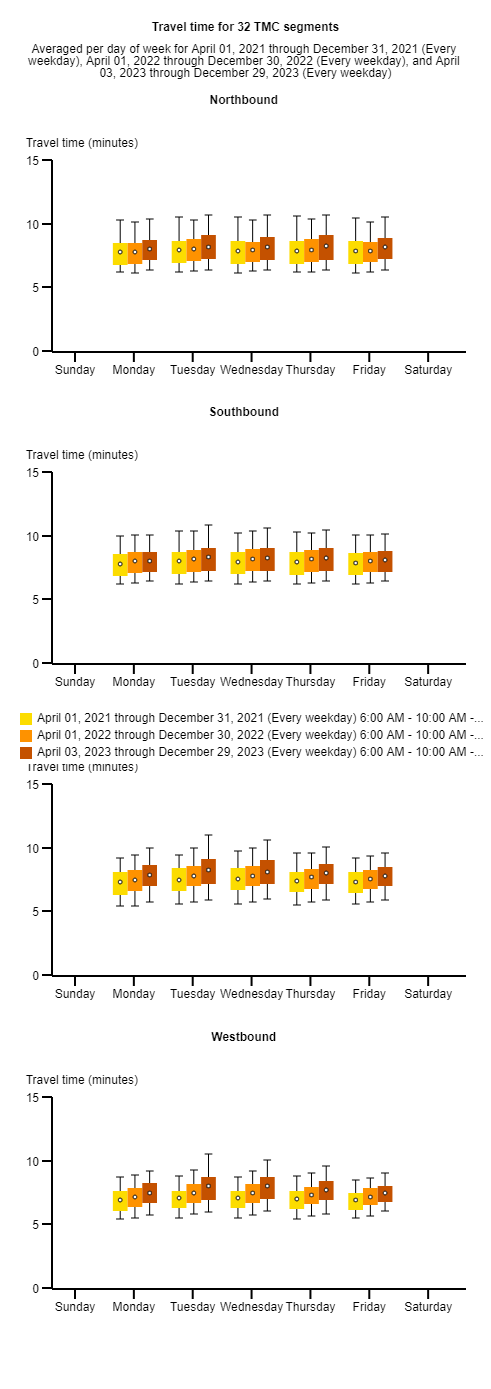 Travel time for 32 TMC segments
Averaged per day of week for April 01, 2021 through December 31, 2021 (Every
weekday), April 01, 2022 through December 30, 2022 (Every weekday), and April
03, 2023 through December 29, 2023 (Every weekday)
Northbound
Travel time (minutes)
15
10
5
0
Sunday Monday Tuesday Wednesday Thursday Friday Saturday
Southbound
Travel time (minutes)
15
10
5
0
Sunday Monday Tuesday Wednesday Thursday Friday Saturday
April 01, 2021 through December 31, 2021 (Every weekday) 6:00 AM - 10:00 AM -...
April 01, 2022 through December 30, 2022 (Every weekday) 6:00 AM - 10:00 AM -...
April 03, 2023 through December 29, 2023 (Every weekday) 6:00 AM - 10:00 AM -...
Travel time (minutes)
15
10
5
0
Sunday Monday Tuesday Wednesday Thursday Friday Saturday
Westbound
Travel time (minutes)
15
10
5
0
Sunday Monday Tuesday Wednesday Thursday Friday Saturday